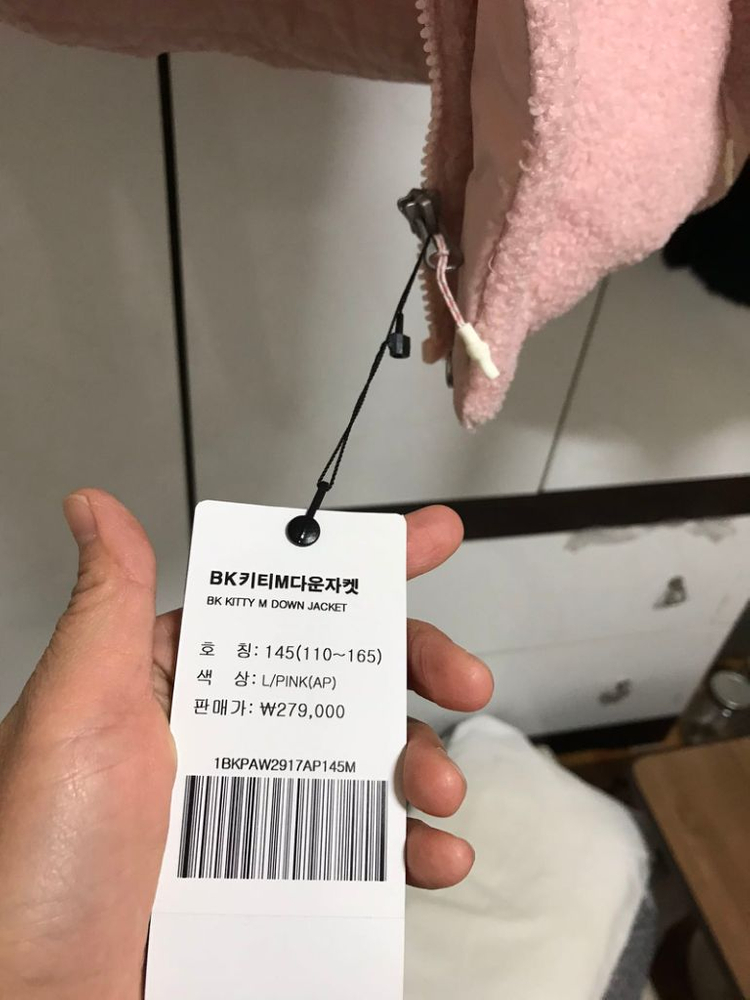 BK키티M다운자켓
BK KITTY M DOWN JACKET
호 칭: 145(110~165)
색 상: L/PINK(AP)
판매가: ₩279,000
1BKPAW2917AP145M